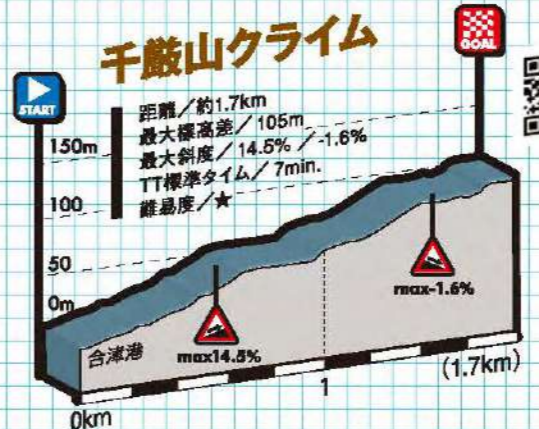 千厳山クライム
START
GOAL
距離／約1.7km
最大標高差／105m
最大斜度／14.5%／-1.6%
TT標準タイム／7min.
難易度／★
150m
100
50
0m
合津港
max14.5%
max-1.6%
0km
1
(1.7km)